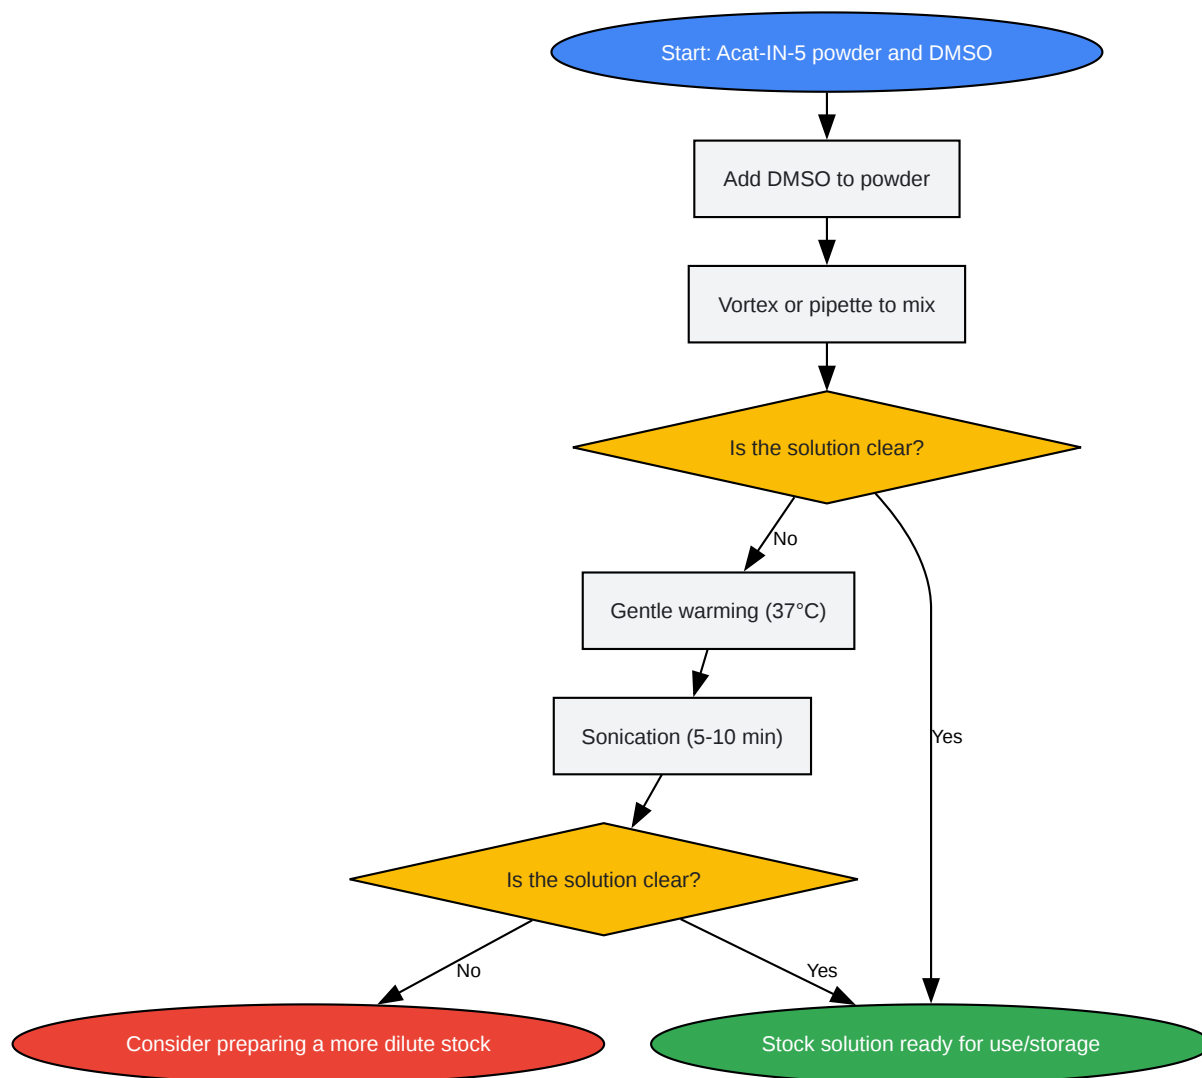 Start: Acat-IN-5 powder and DMSO
Add DMSO to powder
Vortex or pipette to mix
Is the solution clear?
No
Gentle warming (37°C)
Sonication (5-10 min)
Yes
Is the solution clear?
No
Yes
Consider preparing a more dilute stock
Stock solution ready for use/storage